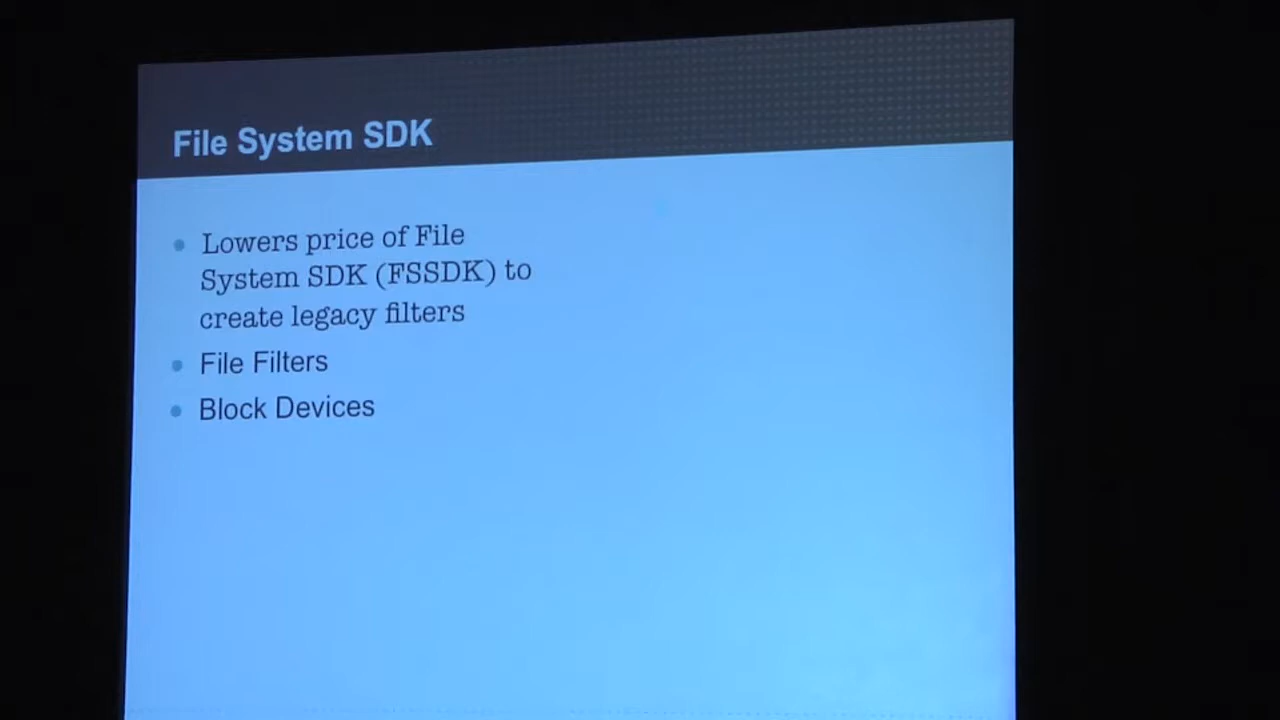 File System SDK
Lowers price of File
System SDK (FSSDK) to
create legacy filters
File Filters
Block Devices